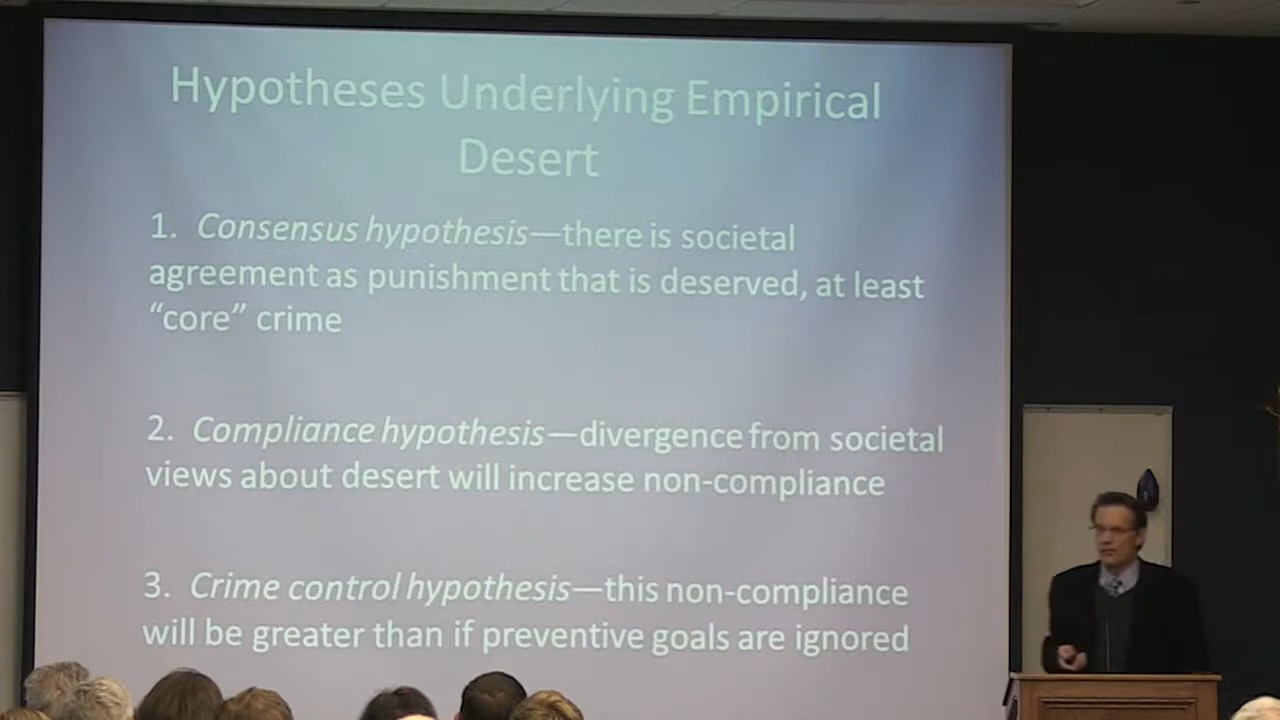 Hypotheses Underlying Empirical
Desert
1. Consensus hypothesis—there is societal
agreement as punishment that is deserved, at least
“core” crime
2. Compliance hypothesis—divergence from societal
views about desert will increase non-compliance
3. Crime control hypothesis—this non-compliance
will be greater than if preventive goals are ignored